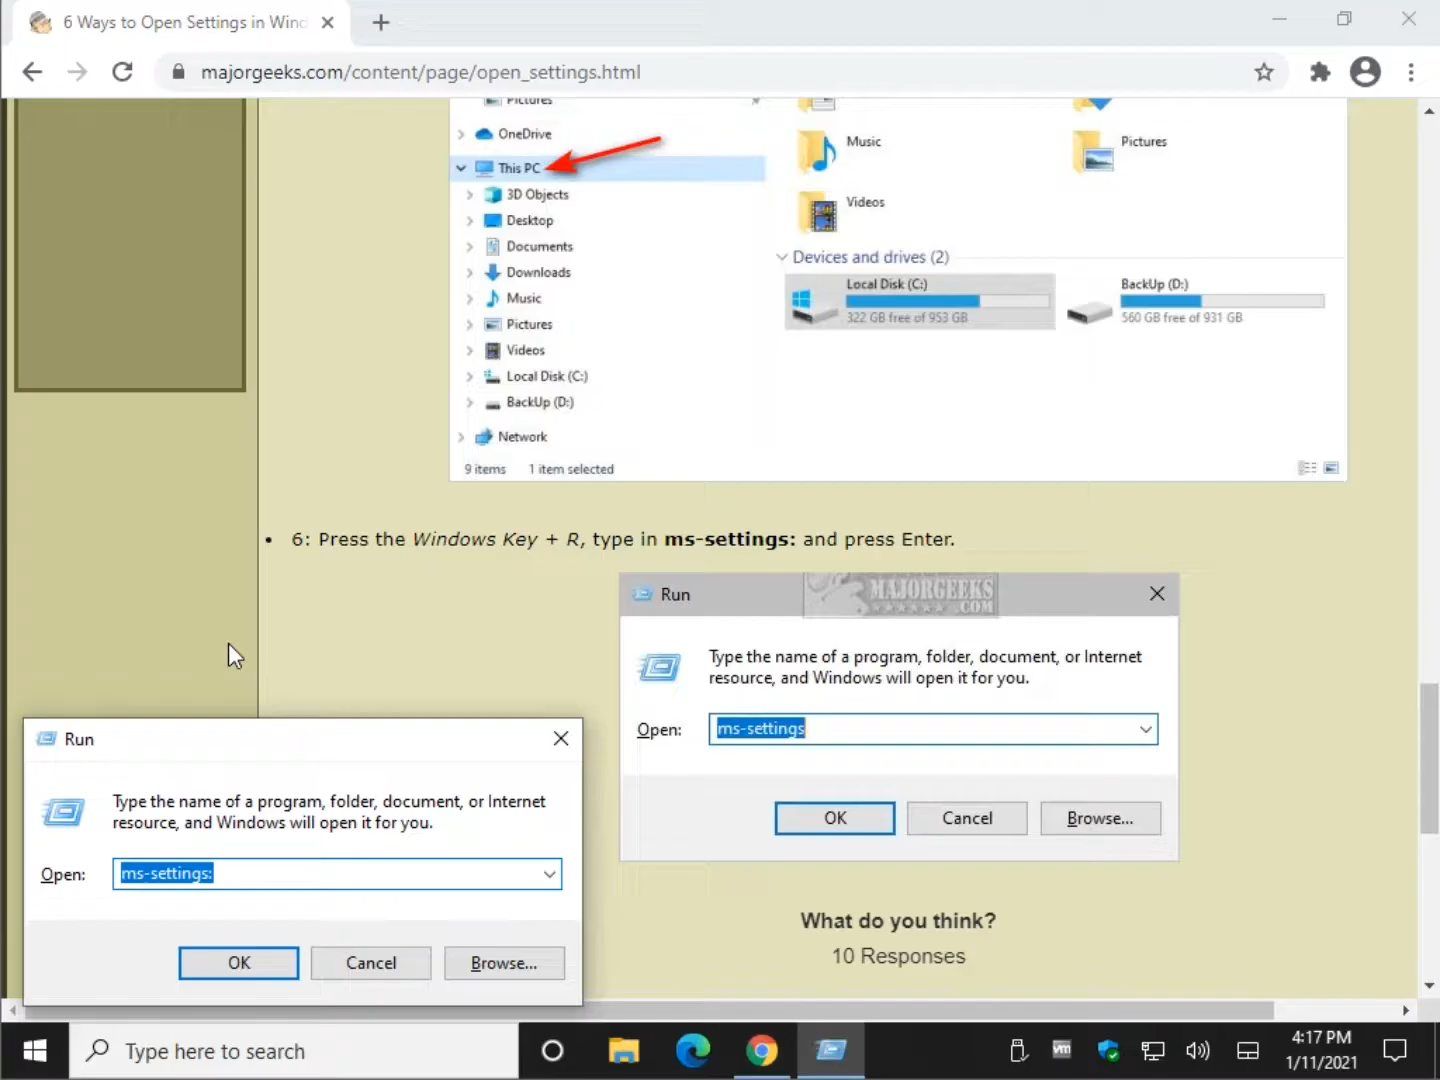 6 Ways to Open Settings in Wind
majorgeeks.com/content/page/open_settings.html
Pictures
OneDrive
This PC
3D Objects
Desktop
Documents
Downloads
Music
Pictures
Videos
Local Disk (C:)
BackUp (D:)
Network
9 items 1 item selected
Music
Pictures
Videos
Devices and drives (2)
Local Disk (C:)
322 GB free of 953 GB
BackUp (D:)
560 GB free of 931 GB
6: Press the Windows Key + R, type in ms-settings: and press Enter.
Run
MAJORGEEKS
.COM
Type the name of a program, folder, document, or Internet
resource, and Windows will open it for you.
Open: ms-settings
OK Cancel Browse...
Run
Type the name of a program, folder, document, or Internet
resource, and Windows will open it for you.
Open: ms-settings:
OK Cancel Browse...
What do you think?
10 Responses
Type here to search
vm
4:17 PM
1/11/2021